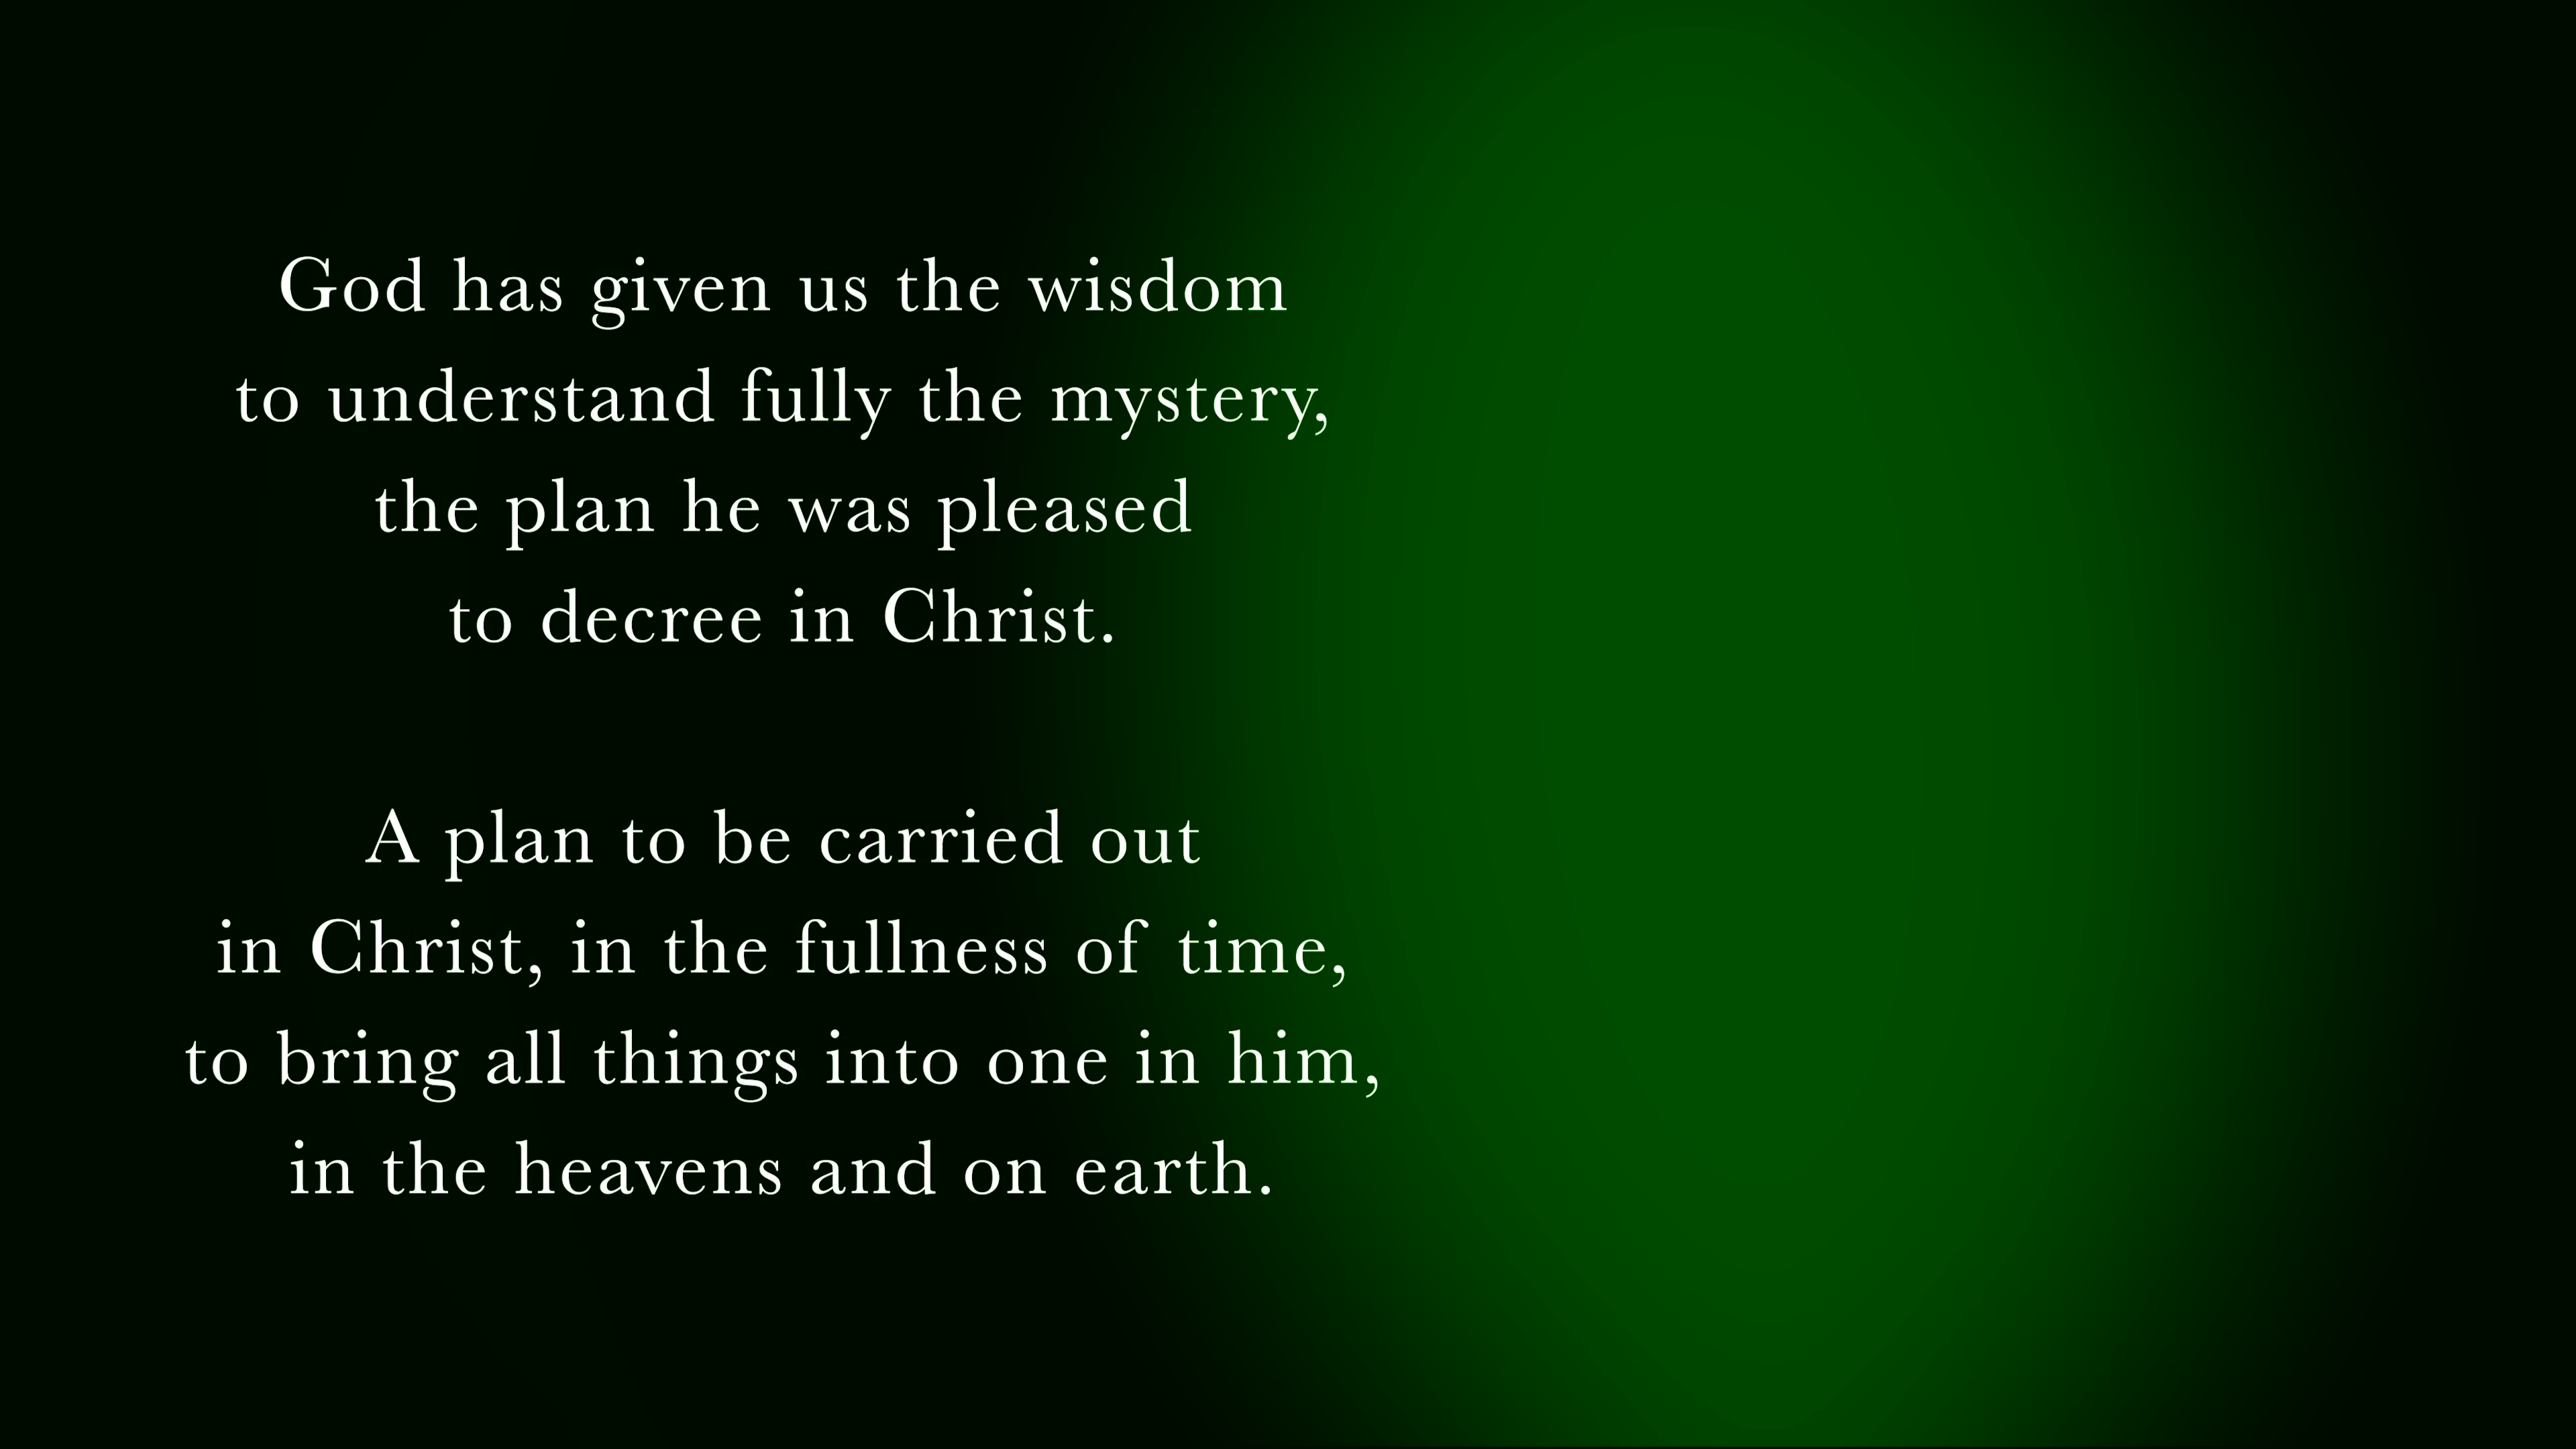 God has given us the wisdom
to understand fully the mystery,
the plan he was pleased
to decree in Christ.
A plan to be carried out
in Christ, in the fullness of time,
to bring all things into one in him,
in the heavens and on earth.